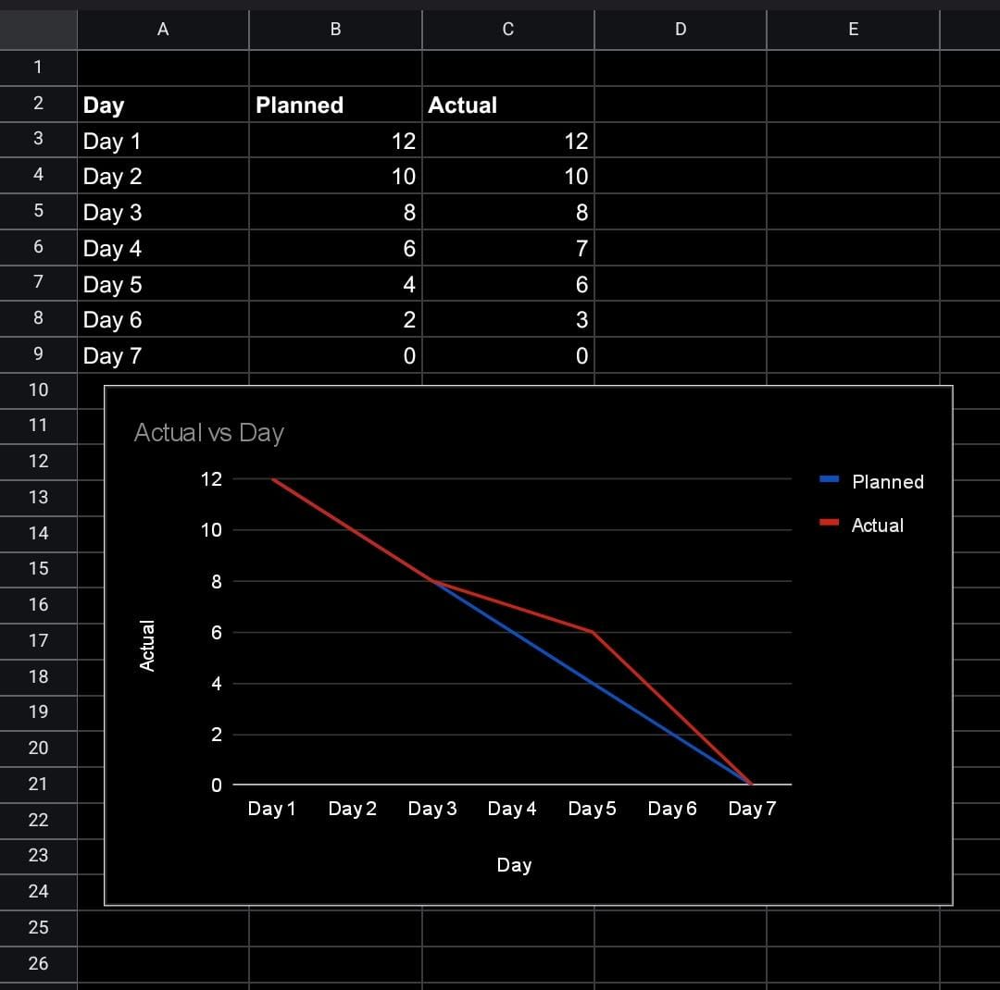 A B C D E
1
2 Day Planned Actual
3 Day 1 12 12
4 Day 2 10 10
5 Day 3 8 8
6 Day 4 6 7
7 Day 5 4 6
8 Day 6 2 3
9 Day 7 0 0
10
11
12
13
14
15
16
17
18
19
20
21
22
23
24
25
26
Actual vs Day
12
10
8
6
4
2
0
Actual
Day 1 Day 2 Day 3 Day 4 Day 5 Day 6 Day 7
Day
Planned
Actual